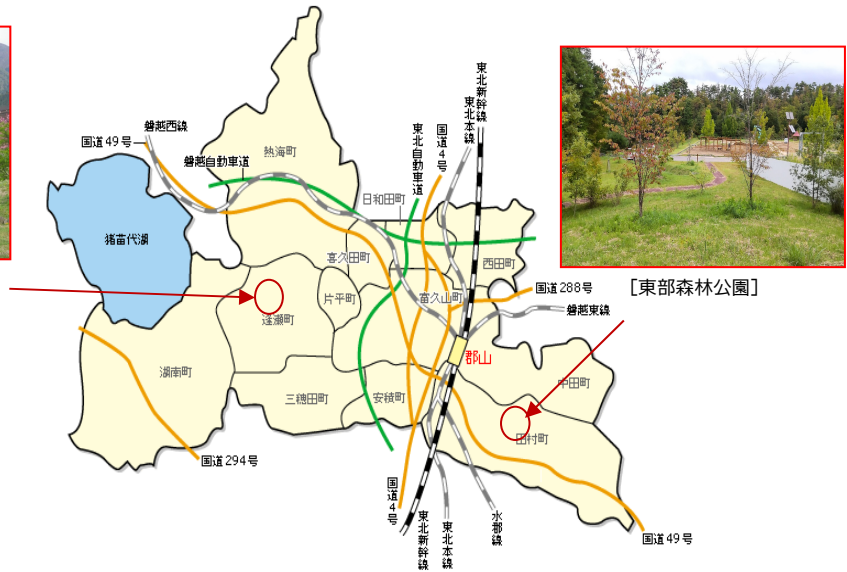 東北新幹線
東北本線
国道4号
東北自動車道
磐越西線
国道49号
磐越自動車道
熱海町
日和田町
猪苗代湖
喜久田町
西田町
片平町
富久山町
国道288号
[東部森林公園]
磐越東線
逢瀬町
郡山
湖南町
中田町
三穂田町
安積町
田村町
国道294号
国道4号
東北新幹線
東北本線
水郡線
国道49号